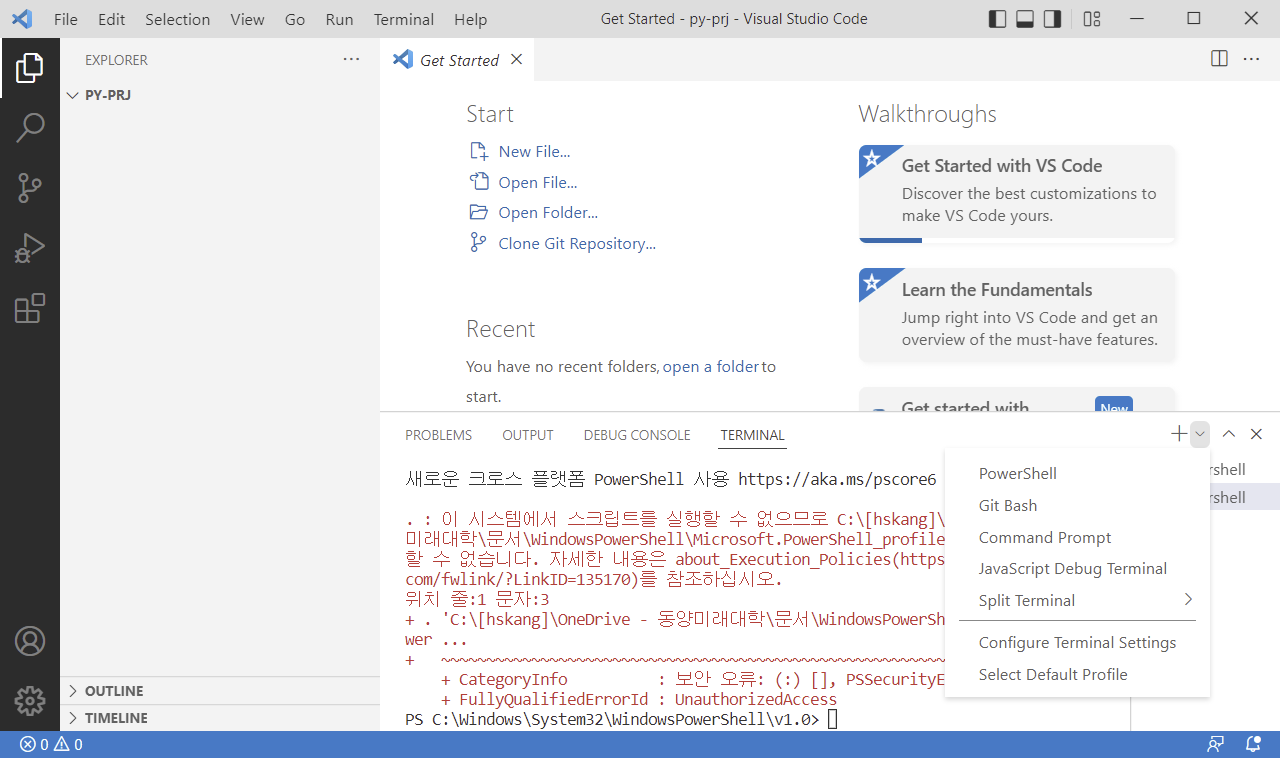 File Edit Selection View Go Run Terminal Help Get Started - py-prj - Visual Studio Code
EXPLORER
PY-PRJ
OUTLINE
TIMELINE
Get Started
Start
New File...
Open File...
Open Folder...
Clone Git Repository...
Recent
You have no recent folders, open a folder to
start.
Walkthroughs
Get Started with VS Code
Discover the best customizations to
make VS Code yours.
Learn the Fundamentals
Jump right into VS Code and get an
overview of the must-have features.
Get started with
New
PROBLEMS OUTPUT DEBUG CONSOLE TERMINAL
새로운 크로스 플랫폼 PowerShell 사용 https://aka.ms/pscore6
. : 이 시스템에서 스크립트를 실행할 수 없으므로 C:\[hskang]\
미래대학\문서\WindowsPowerShell\Microsoft.PowerShell_profile
할 수 없습니다. 자세한 내용은 about_Execution_Policies(https
com/fwlink/?LinkID=135170)를 참조하십시오.
위치 줄:1 문자:3
+ . 'C:\[hskang]\OneDrive - 동양미래대학\문서\WindowsPowerSh
wer ...
+ ~~~~~~~~~~~~~~~~~~~~~~~~~~~~~~~~~~~~~~~~~~~~~~~~~~~~~~~~
+ CategoryInfo : 보안 오류: (:) [], PSSecurityE
+ FullyQualifiedErrorId : UnauthorizedAccess
PS C:\Windows\System32\WindowsPowerShell\v1.0>
PowerShell
Git Bash
Command Prompt
JavaScript Debug Terminal
Split Terminal
Configure Terminal Settings
Select Default Profile
rshell
rshell
0 0